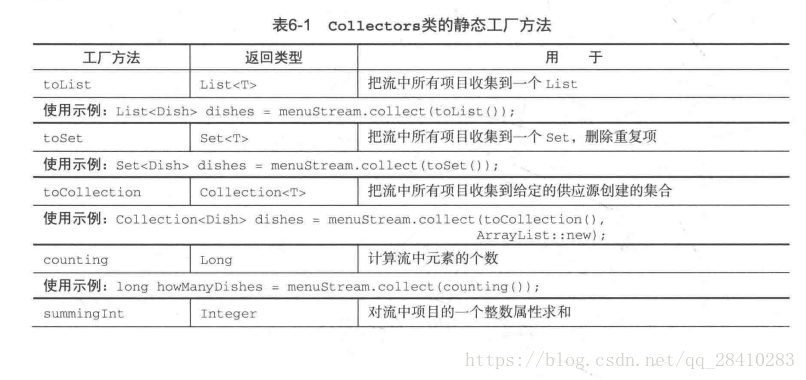 表6-1 Collectors类的静态工厂方法
工厂方法 返回类型 用 于
toList List<T> 把流中所有项目收集到一个 List
使用示例：List<Dish> dishes = menuStream.collect(toList());
toSet Set<T> 把流中所有项目收集到一个 Set，删除重复项
使用示例：Set<Dish> dishes = menuStream.collect(toSet());
toCollection Collection<T> 把流中所有项目收集到给定的供应源创建的集合
使用示例：Collection<Dish> dishes = menuStream.collect(toCollection(),
ArrayList::new);
counting Long 计算流中元素的个数
使用示例：long howManyDishes = menuStream.collect(counting());
summingInt Integer 对流中项目的一个整数属性求和
https://blog.csdn.net/qq_28410283